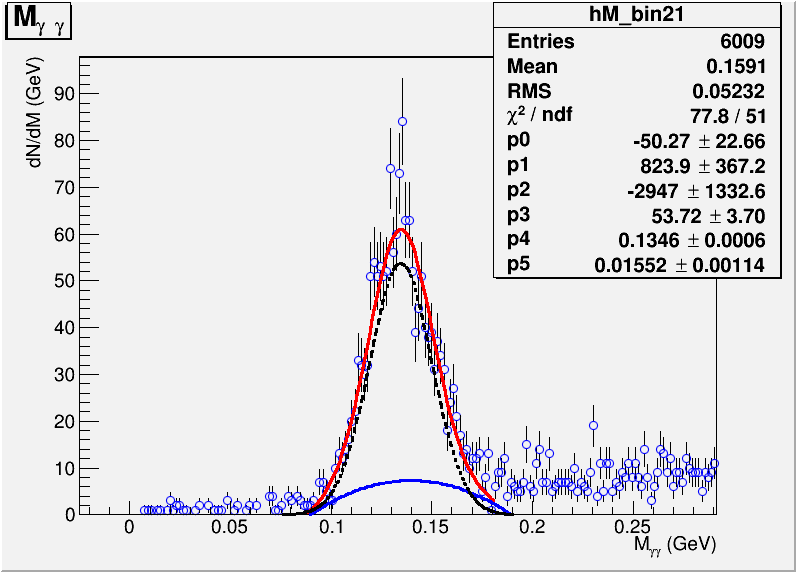 M γ γ
hM_bin21
Entries 6009
Mean 0.1591
RMS 0.05232
χ² / ndf 77.8 / 51
p0 -50.27 ± 22.66
p1 823.9 ± 367.2
p2 -2947 ± 1332.6
p3 53.72 ± 3.70
p4 0.1346 ± 0.0006
p5 0.01552 ± 0.00114
dN/dM (GeV)
90
80
70
60
50
40
30
20
10
0
0 0.05 0.1 0.15 0.2 0.25
Mγγ (GeV)